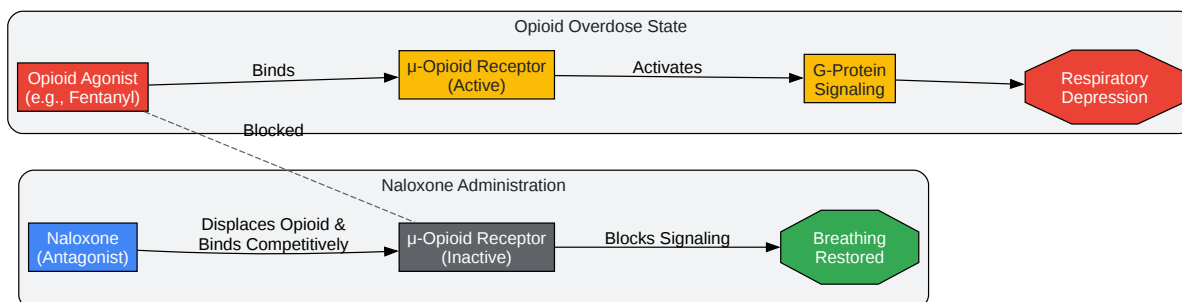 Opioid Overdose State
Opioid Agonist
(e.g., Fentanyl)
Binds
μ-Opioid Receptor
(Active)
Activates
G-Protein
Signaling
Respiratory
Depression
Blocked
Naloxone Administration
Naloxone
(Antagonist)
Displaces Opioid &
Binds Competitively
μ-Opioid Receptor
(Inactive)
Blocks Signaling
Breathing
Restored